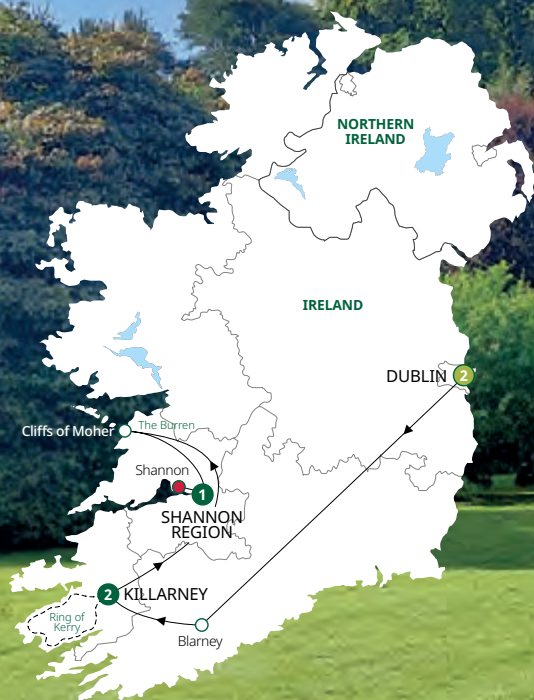 NORTHERN
IRELAND
IRELAND
DUBLIN 2
Cliffs of Moher
The Burren
Shannon
1
SHANNON
REGION
2 KILLARNEY
Ring of
Kerry
Blarney